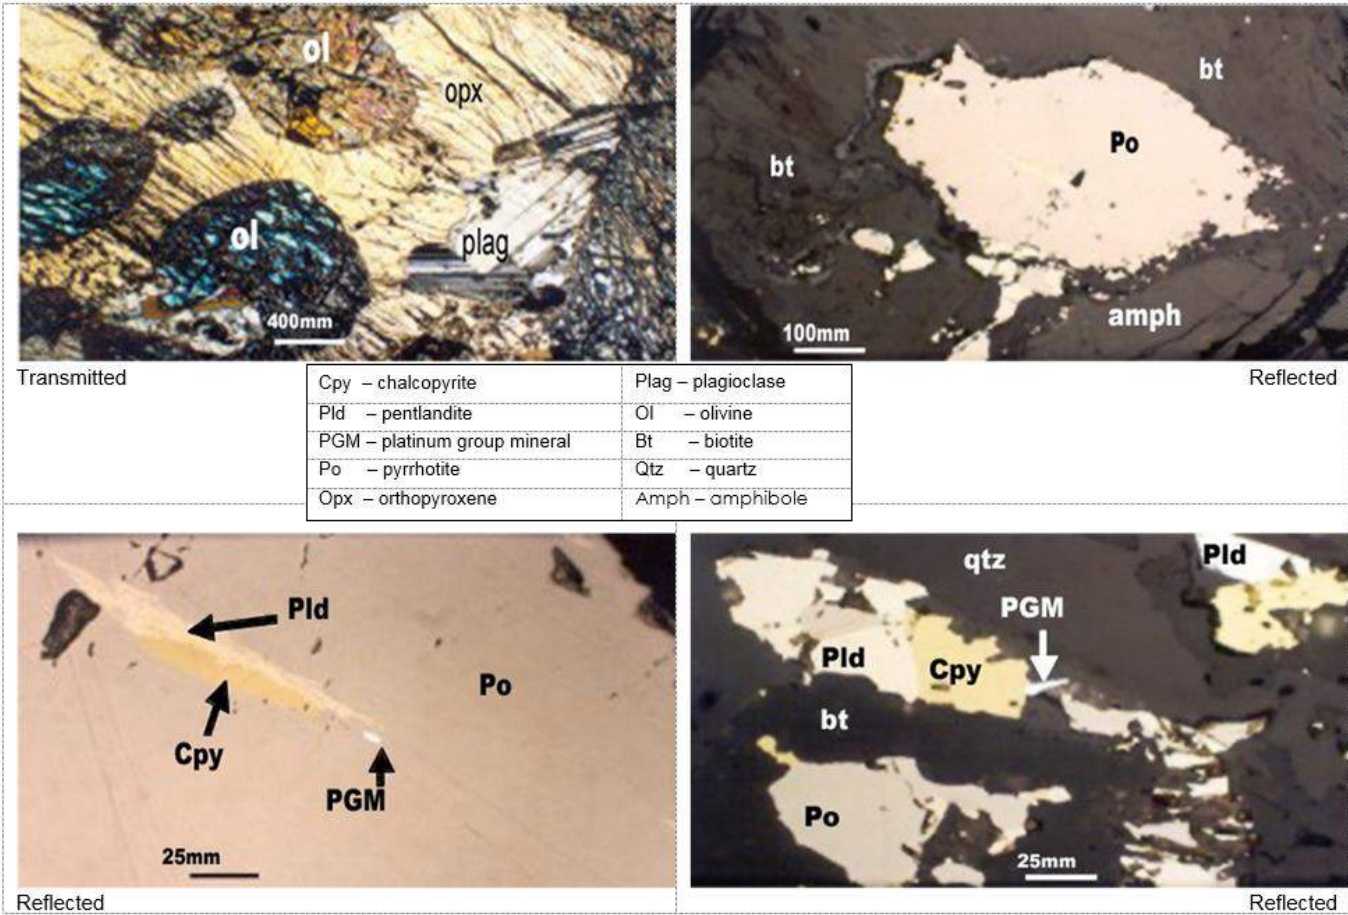 ol
opx
ol
plag
400mm
Transmitted
bt
Po
bt
amph
100mm
Reflected
Cpy – chalcopyrite
Plag – plagioclase
Pld – pentlandite
Ol – olivine
PGM – platinum group mineral
Bt – biotite
Po – pyrrhotite
Qtz – quartz
Opx – orthopyroxene
Amph – amphibole
Pld
Po
Cpy
PGM
25mm
Reflected
qtz
Pld
PGM
Pld
Cpy
bt
Po
25mm
Reflected